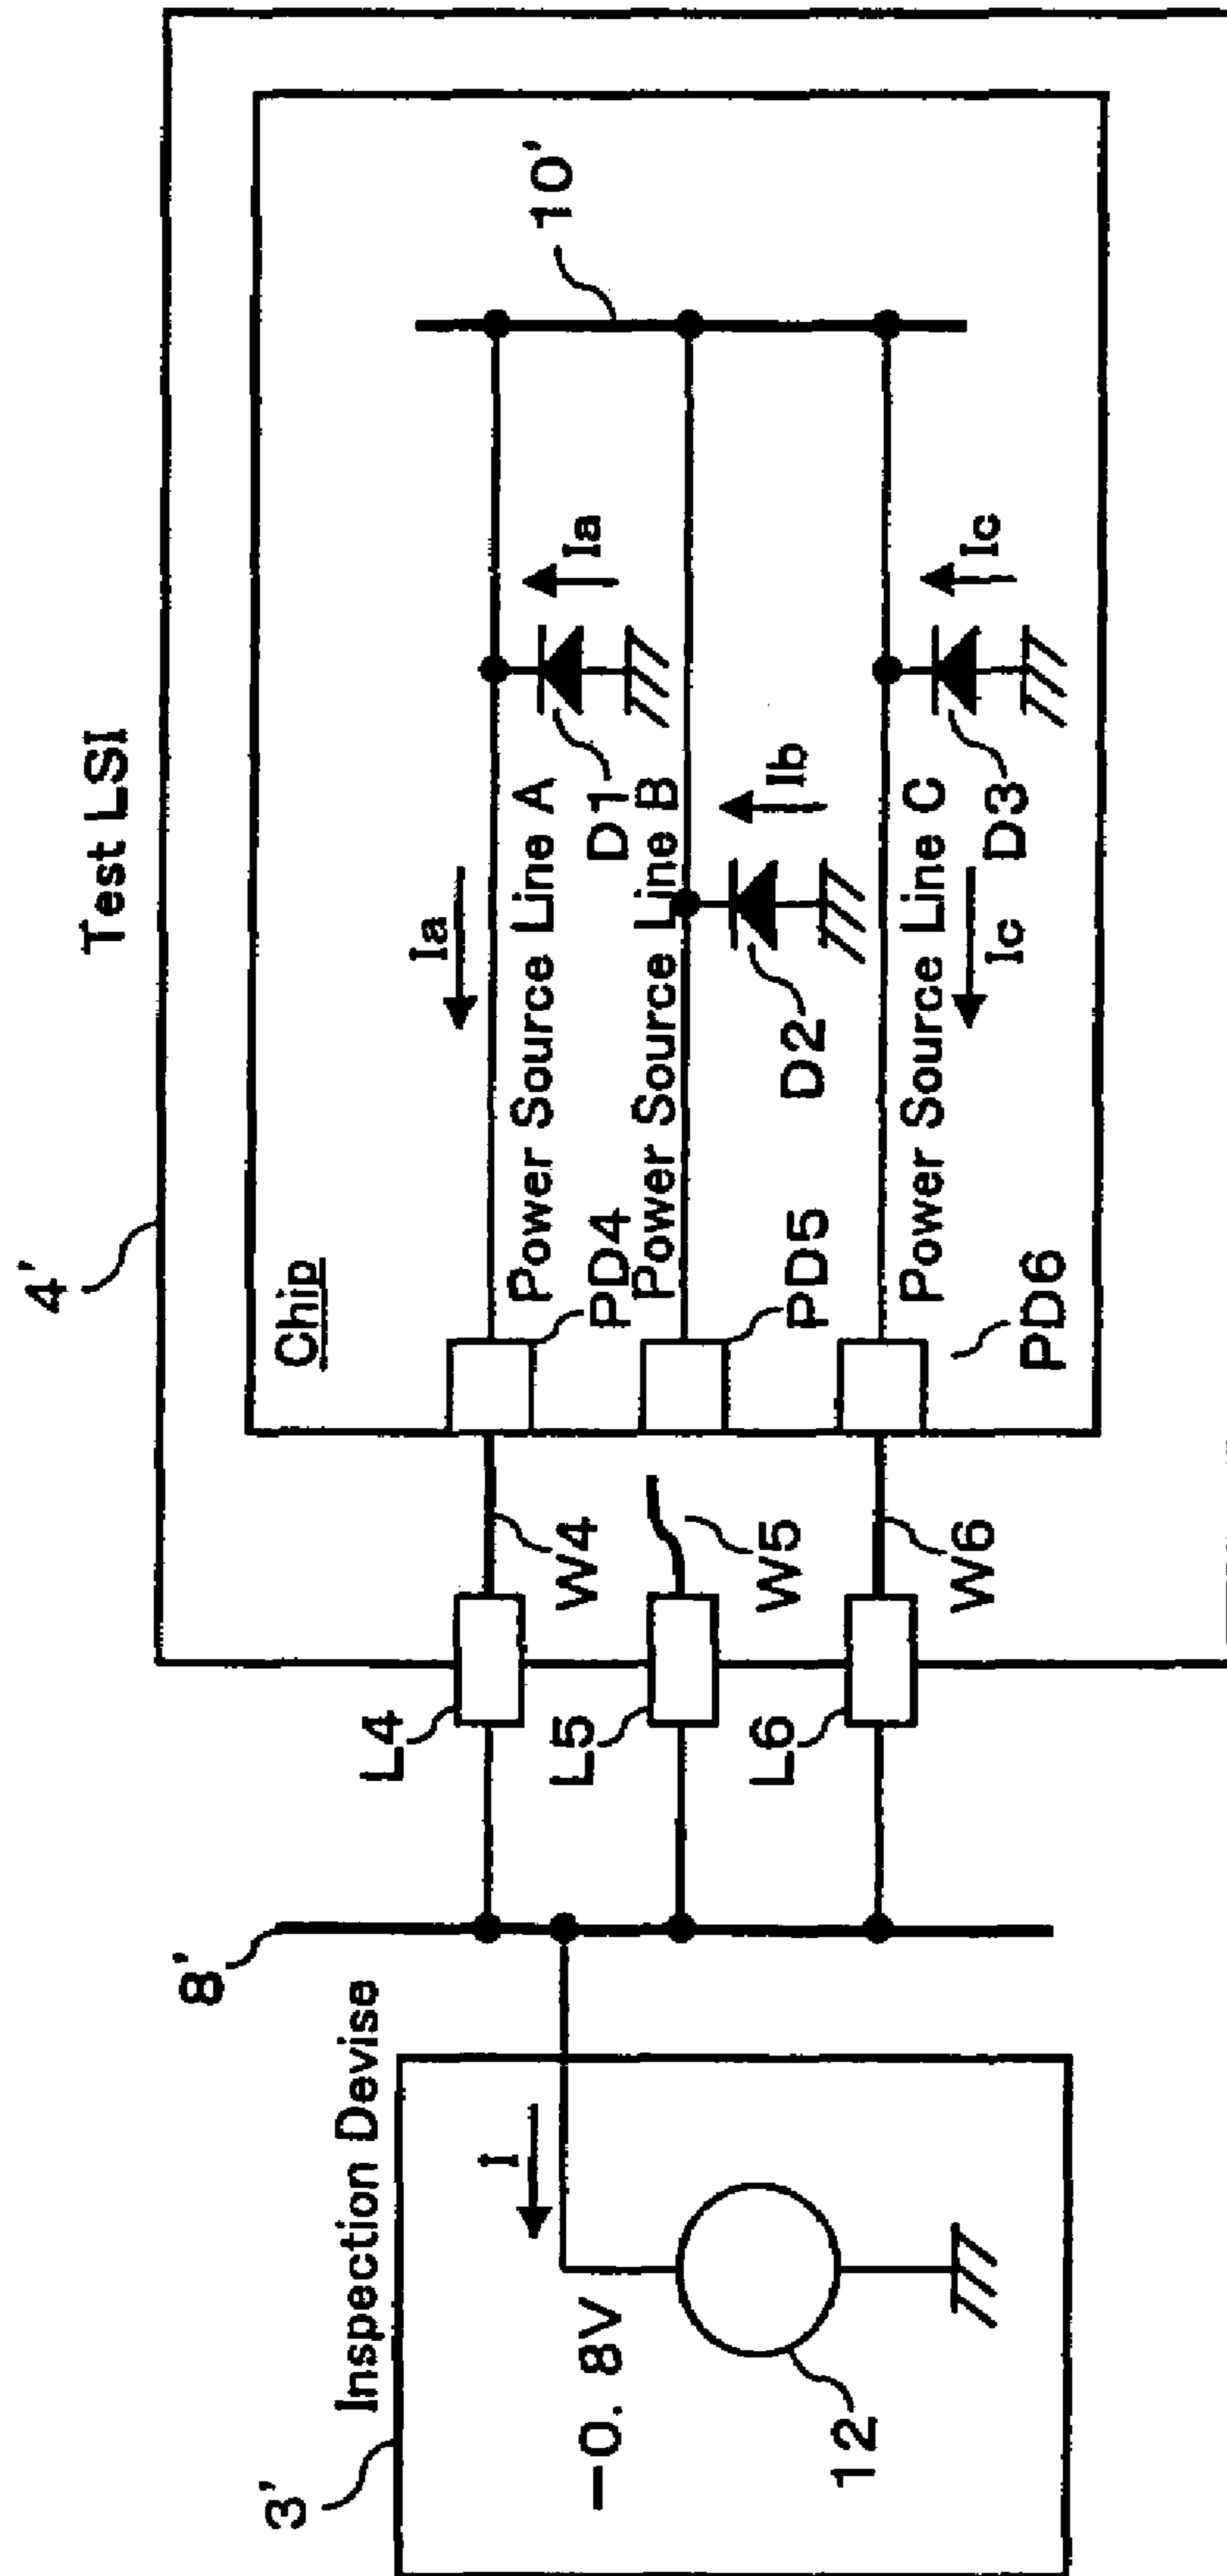 Test LSI
4'
Chip
10'
Ia
Ia
Power Source Line A
D1
PD4
Power Source Line B
Ib
D2
PD5
Power Source Line C
Ic
Ic
D3
PD6
W4
W5
W6
L4
L5
L6
8'
Inspection Devise
3'
I
−0. 8V
12